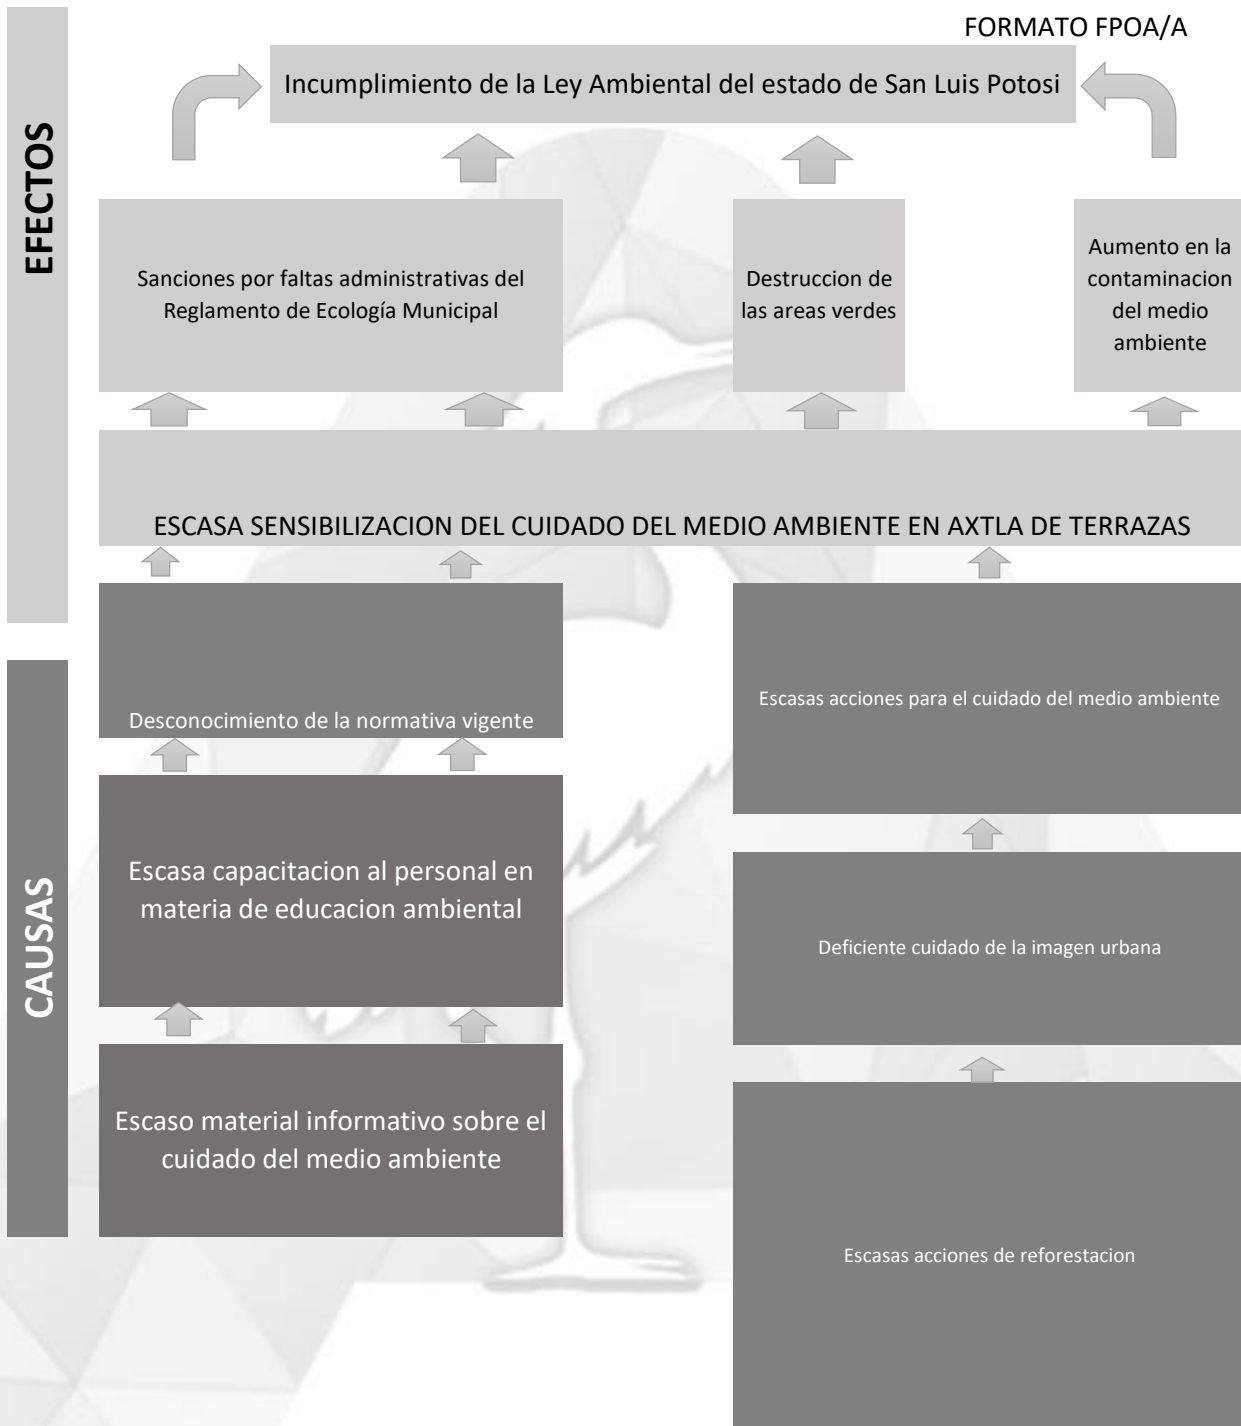 FORMATO FPOA/A
EFECTOS
Incumplimiento de la Ley Ambiental del estado de San Luis Potosi
Sanciones por faltas administrativas del
Reglamento de Ecología Municipal
Destruccion de
las areas verdes
Aumento en la
contaminacion
del medio
ambiente
ESCASA SENSIBILIZACION DEL CUIDADO DEL MEDIO AMBIENTE EN AXTLA DE TERRAZAS
CAUSAS
Desconocimiento de la normativa vigente
Escasa capacitacion al personal en
materia de educacion ambiental
Escaso material informativo sobre el
cuidado del medio ambiente
Escasas acciones para el cuidado del medio ambiente
Deficiente cuidado de la imagen urbana
Escasas acciones de reforestacion